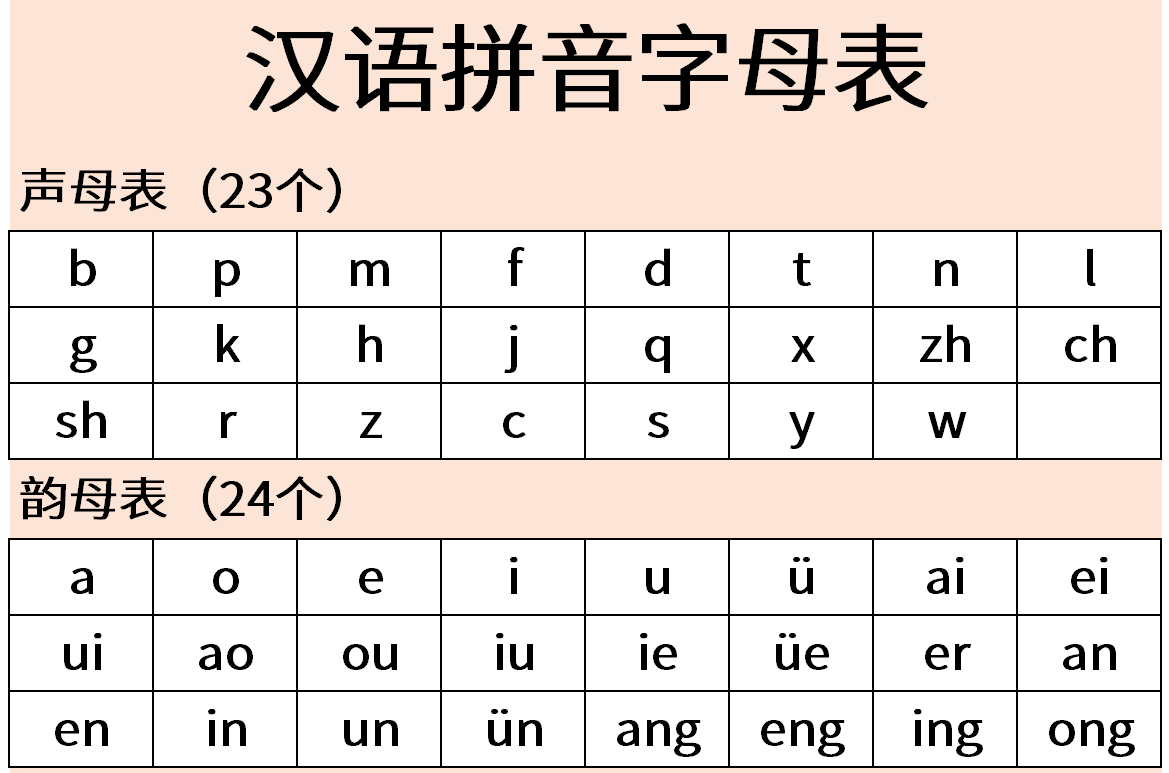 汉语拼音字母表
声母表（23个）
b p m f d t n l
g k h j q x zh ch
sh r z c s y w
韵母表（24个）
a o e i u ü ai ei
ui ao ou iu ie üe er an
en in un ün ang eng ing ong